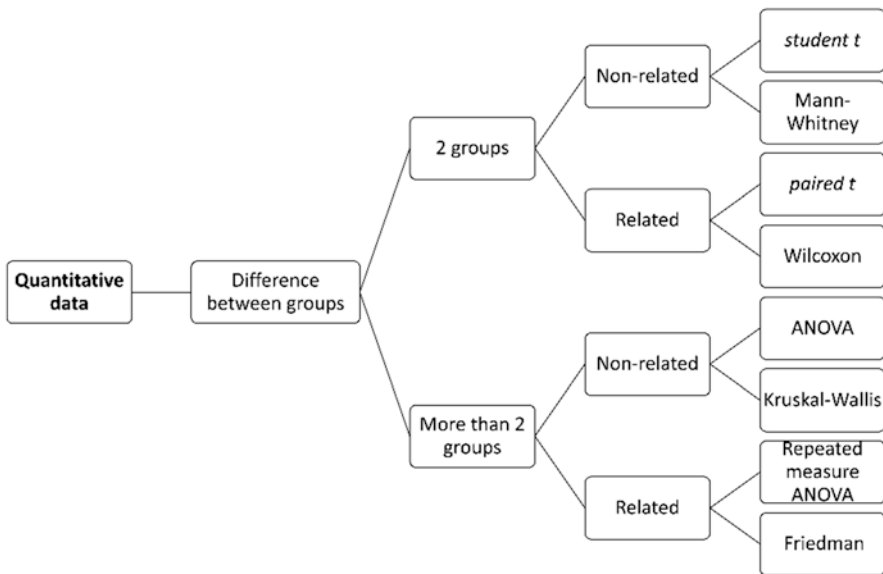 Quantitative
data
Difference
between groups
2 groups
Non-related
student t
Mann-
Whitney
Related
paired t
Wilcoxon
More than 2
groups
Non-related
ANOVA
Kruskal-Wallis
Related
Repeated
measure
ANOVA
Friedman